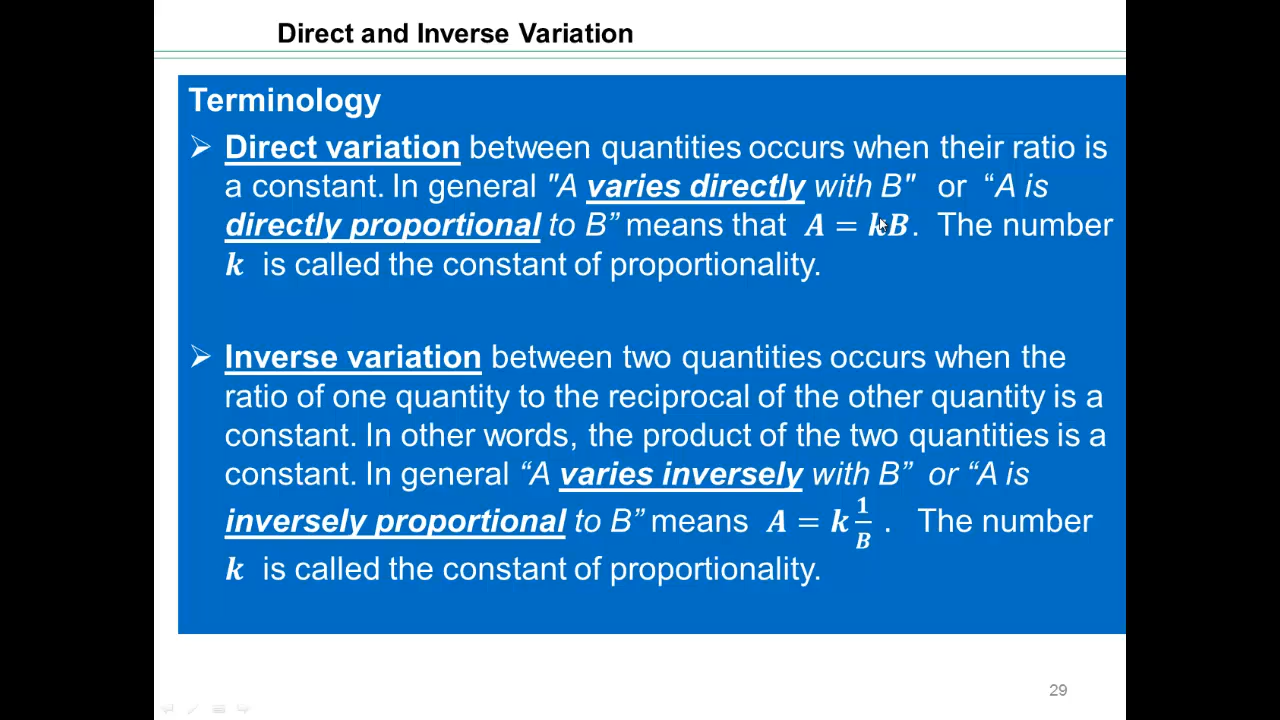 Direct and Inverse Variation
Terminology
➢ Direct variation between quantities occurs when their ratio is
a constant. In general "A varies directly with B" or “A is
directly proportional to B” means that A = kB. The number
k is called the constant of proportionality.
➢ Inverse variation between two quantities occurs when the
ratio of one quantity to the reciprocal of the other quantity is a
constant. In other words, the product of the two quantities is a
constant. In general “A varies inversely with B” or “A is
inversely proportional to B” means A = k 1/B . The number
k is called the constant of proportionality.
29